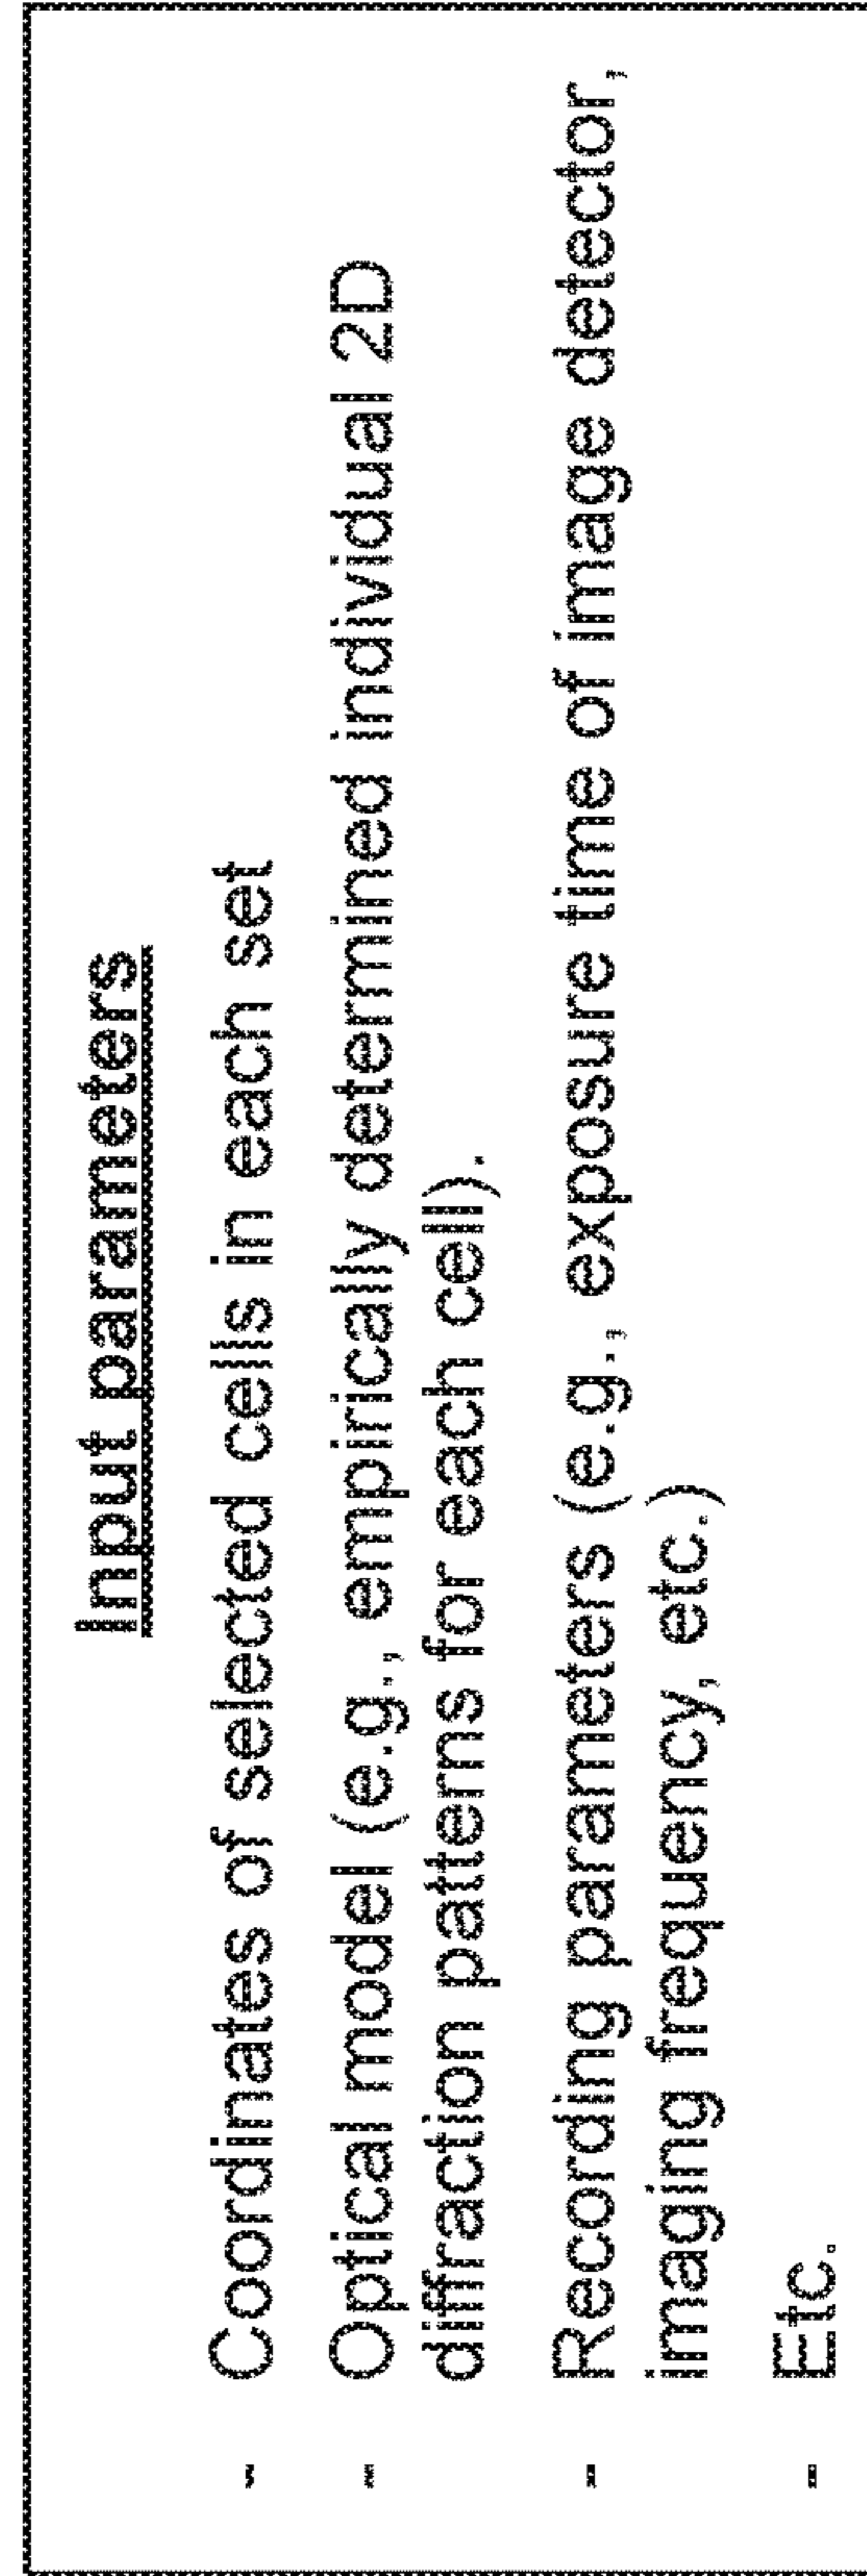 Input parameters
- Coordinates of selected cells in each set
- Optical model (e.g., empirically determined individual 2D
diffraction patterns for each cell).
- Recording parameters (e.g., exposure time of image detector,
imaging frequency, etc.)
- Etc.